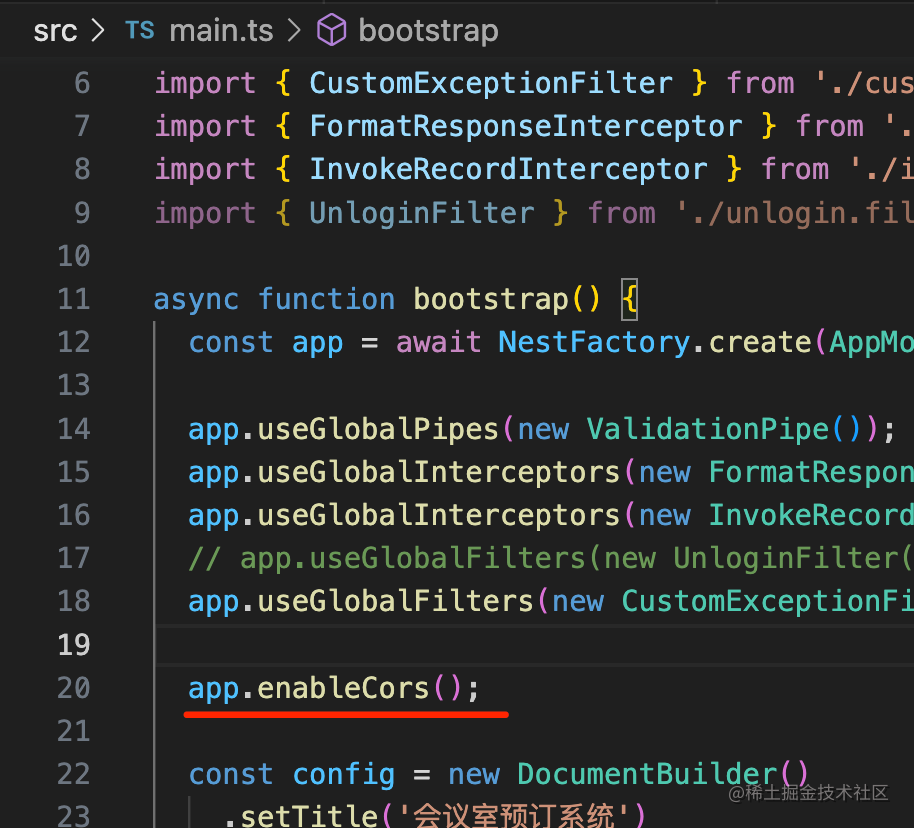 src > TS main.ts > bootstrap
6 import { CustomExceptionFilter } from './cus
7 import { FormatResponseInterceptor } from '.
8 import { InvokeRecordInterceptor } from './i
9 import { UnloginFilter } from './unlogin.fil
10
11 async function bootstrap() {
12 const app = await NestFactory.create(AppMo
13
14 app.useGlobalPipes(new ValidationPipe());
15 app.useGlobalInterceptors(new FormatRespon
16 app.useGlobalInterceptors(new InvokeRecord
17 // app.useGlobalFilters(new UnloginFilter(
18 app.useGlobalFilters(new CustomExceptionFi
19
20 app.enableCors();
21
22 const config = new DocumentBuilder()
23 .setTitle('会议室预订系统')
@稀土掘金技术社区